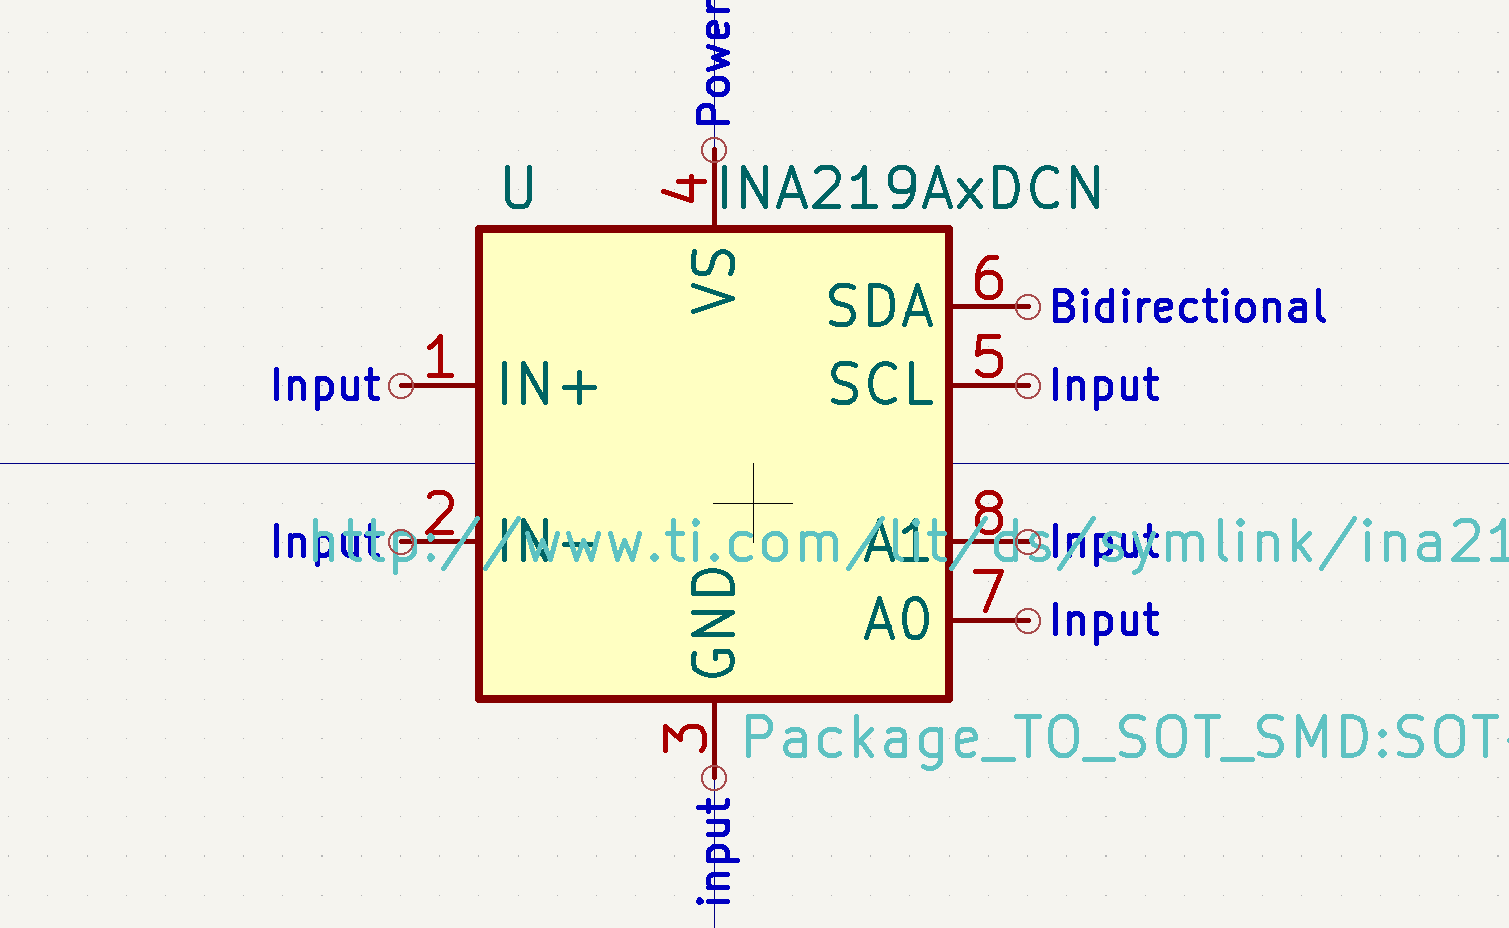 Power
4
U
INA219AxDCN
VS
SDA
6
Bidirectional
Input
1
IN+
SCL
5
Input
Input
2
IN-
A1
8
Input
http://www.ti.com/lit/ds/symlink/ina21
GND
A0
7
Input
3
Package_TO_SOT_SMD:SOT-
input